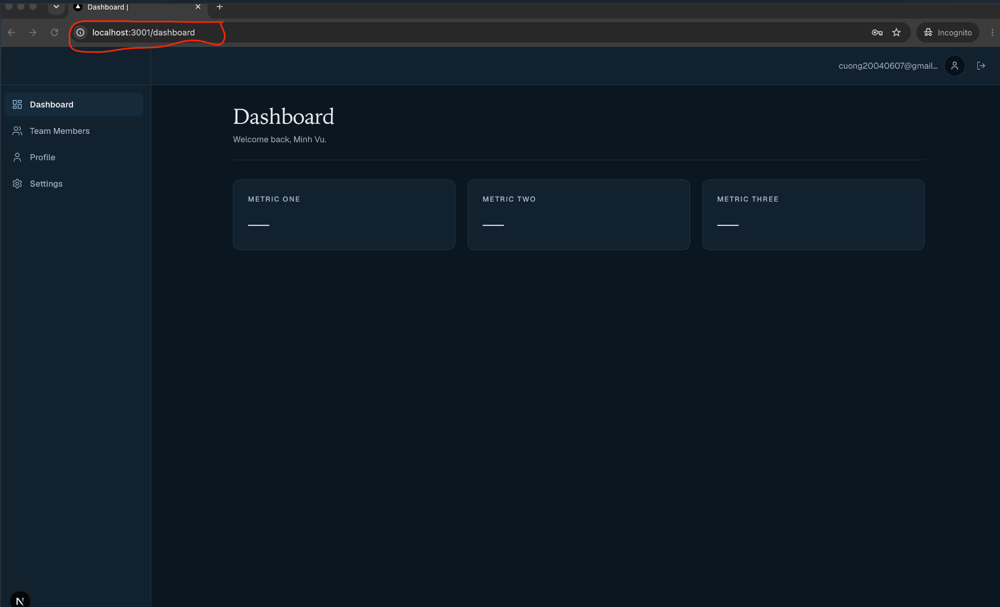 Dashboard |
localhost:3001/dashboard
Incognito
cuong20040607@gmail...
Dashboard
Team Members
Profile
Settings
Dashboard
Welcome back, Minh Vu.
METRIC ONE
METRIC TWO
METRIC THREE
—
—
—
N